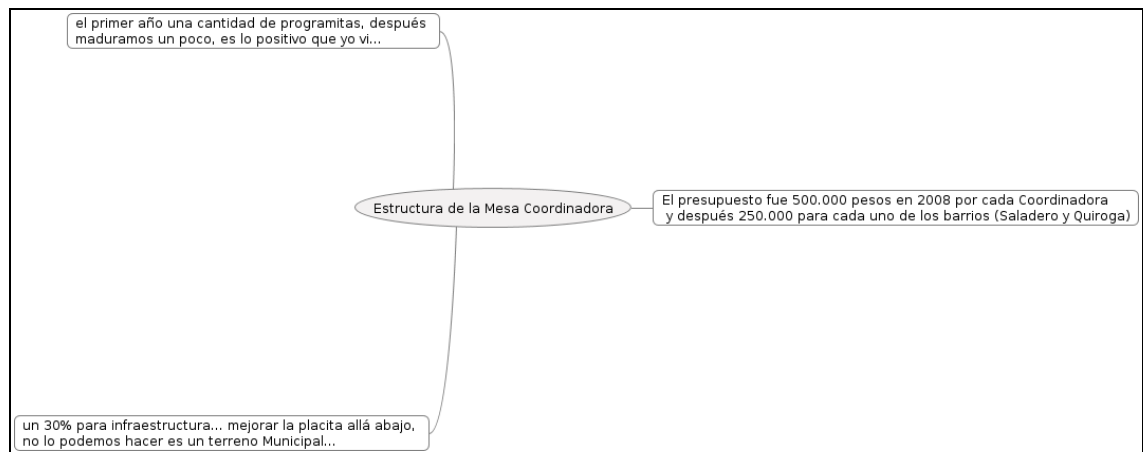 el primer año una cantidad de programitas, después
maduramos un poco, es lo positivo que yo vi...
Estructura de la Mesa Coordinadora
El presupuesto fue 500.000 pesos en 2008 por cada Coordinadora
y después 250.000 para cada uno de los barrios (Saladero y Quiroga)
un 30% para infraestructura... mejorar la placita allá abajo,
no lo podemos hacer es un terreno Municipal...